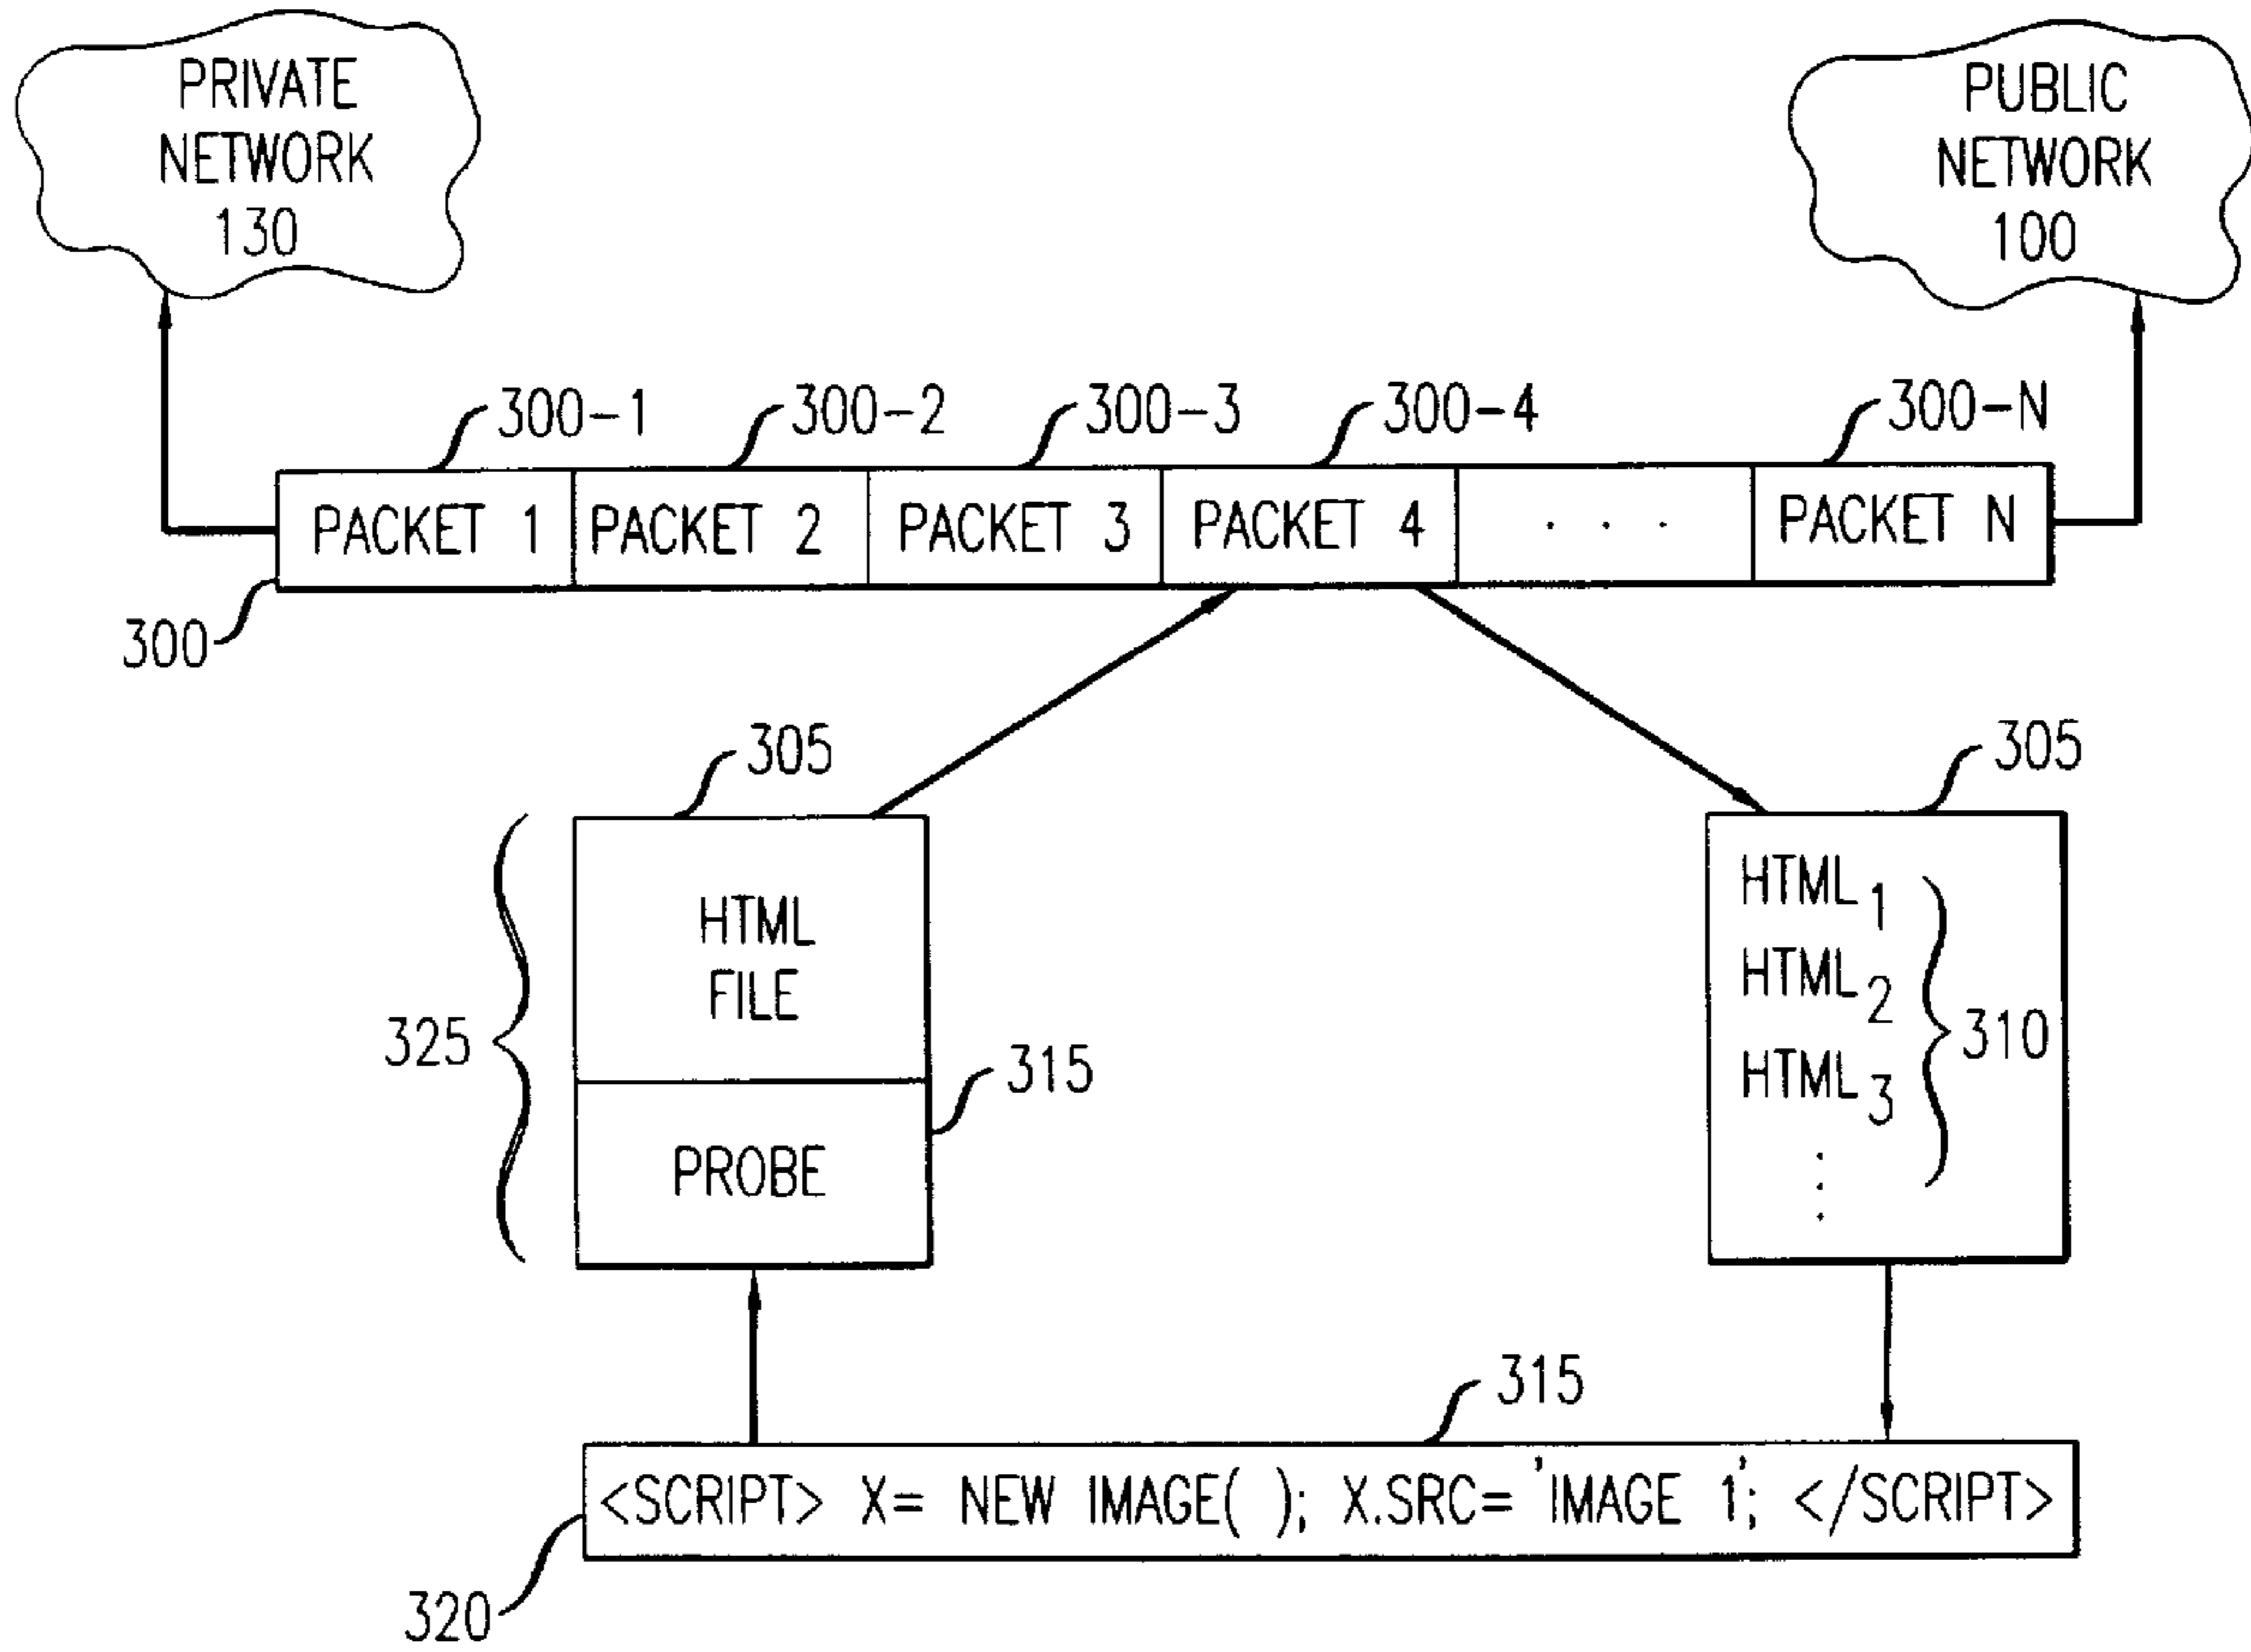 PRIVATE
NETWORK
130
PUBLIC
NETWORK
100
300-1
300-2
300-3
300-4
300-N
PACKET 1
PACKET 2
PACKET 3
PACKET 4
. . .
PACKET N
300
305
305
HTML
FILE
325
315
PROBE
HTML1
HTML2
HTML3
310
315
<SCRIPT> X= NEW IMAGE( ); X.SRC= 'IMAGE 1'; </SCRIPT>
320